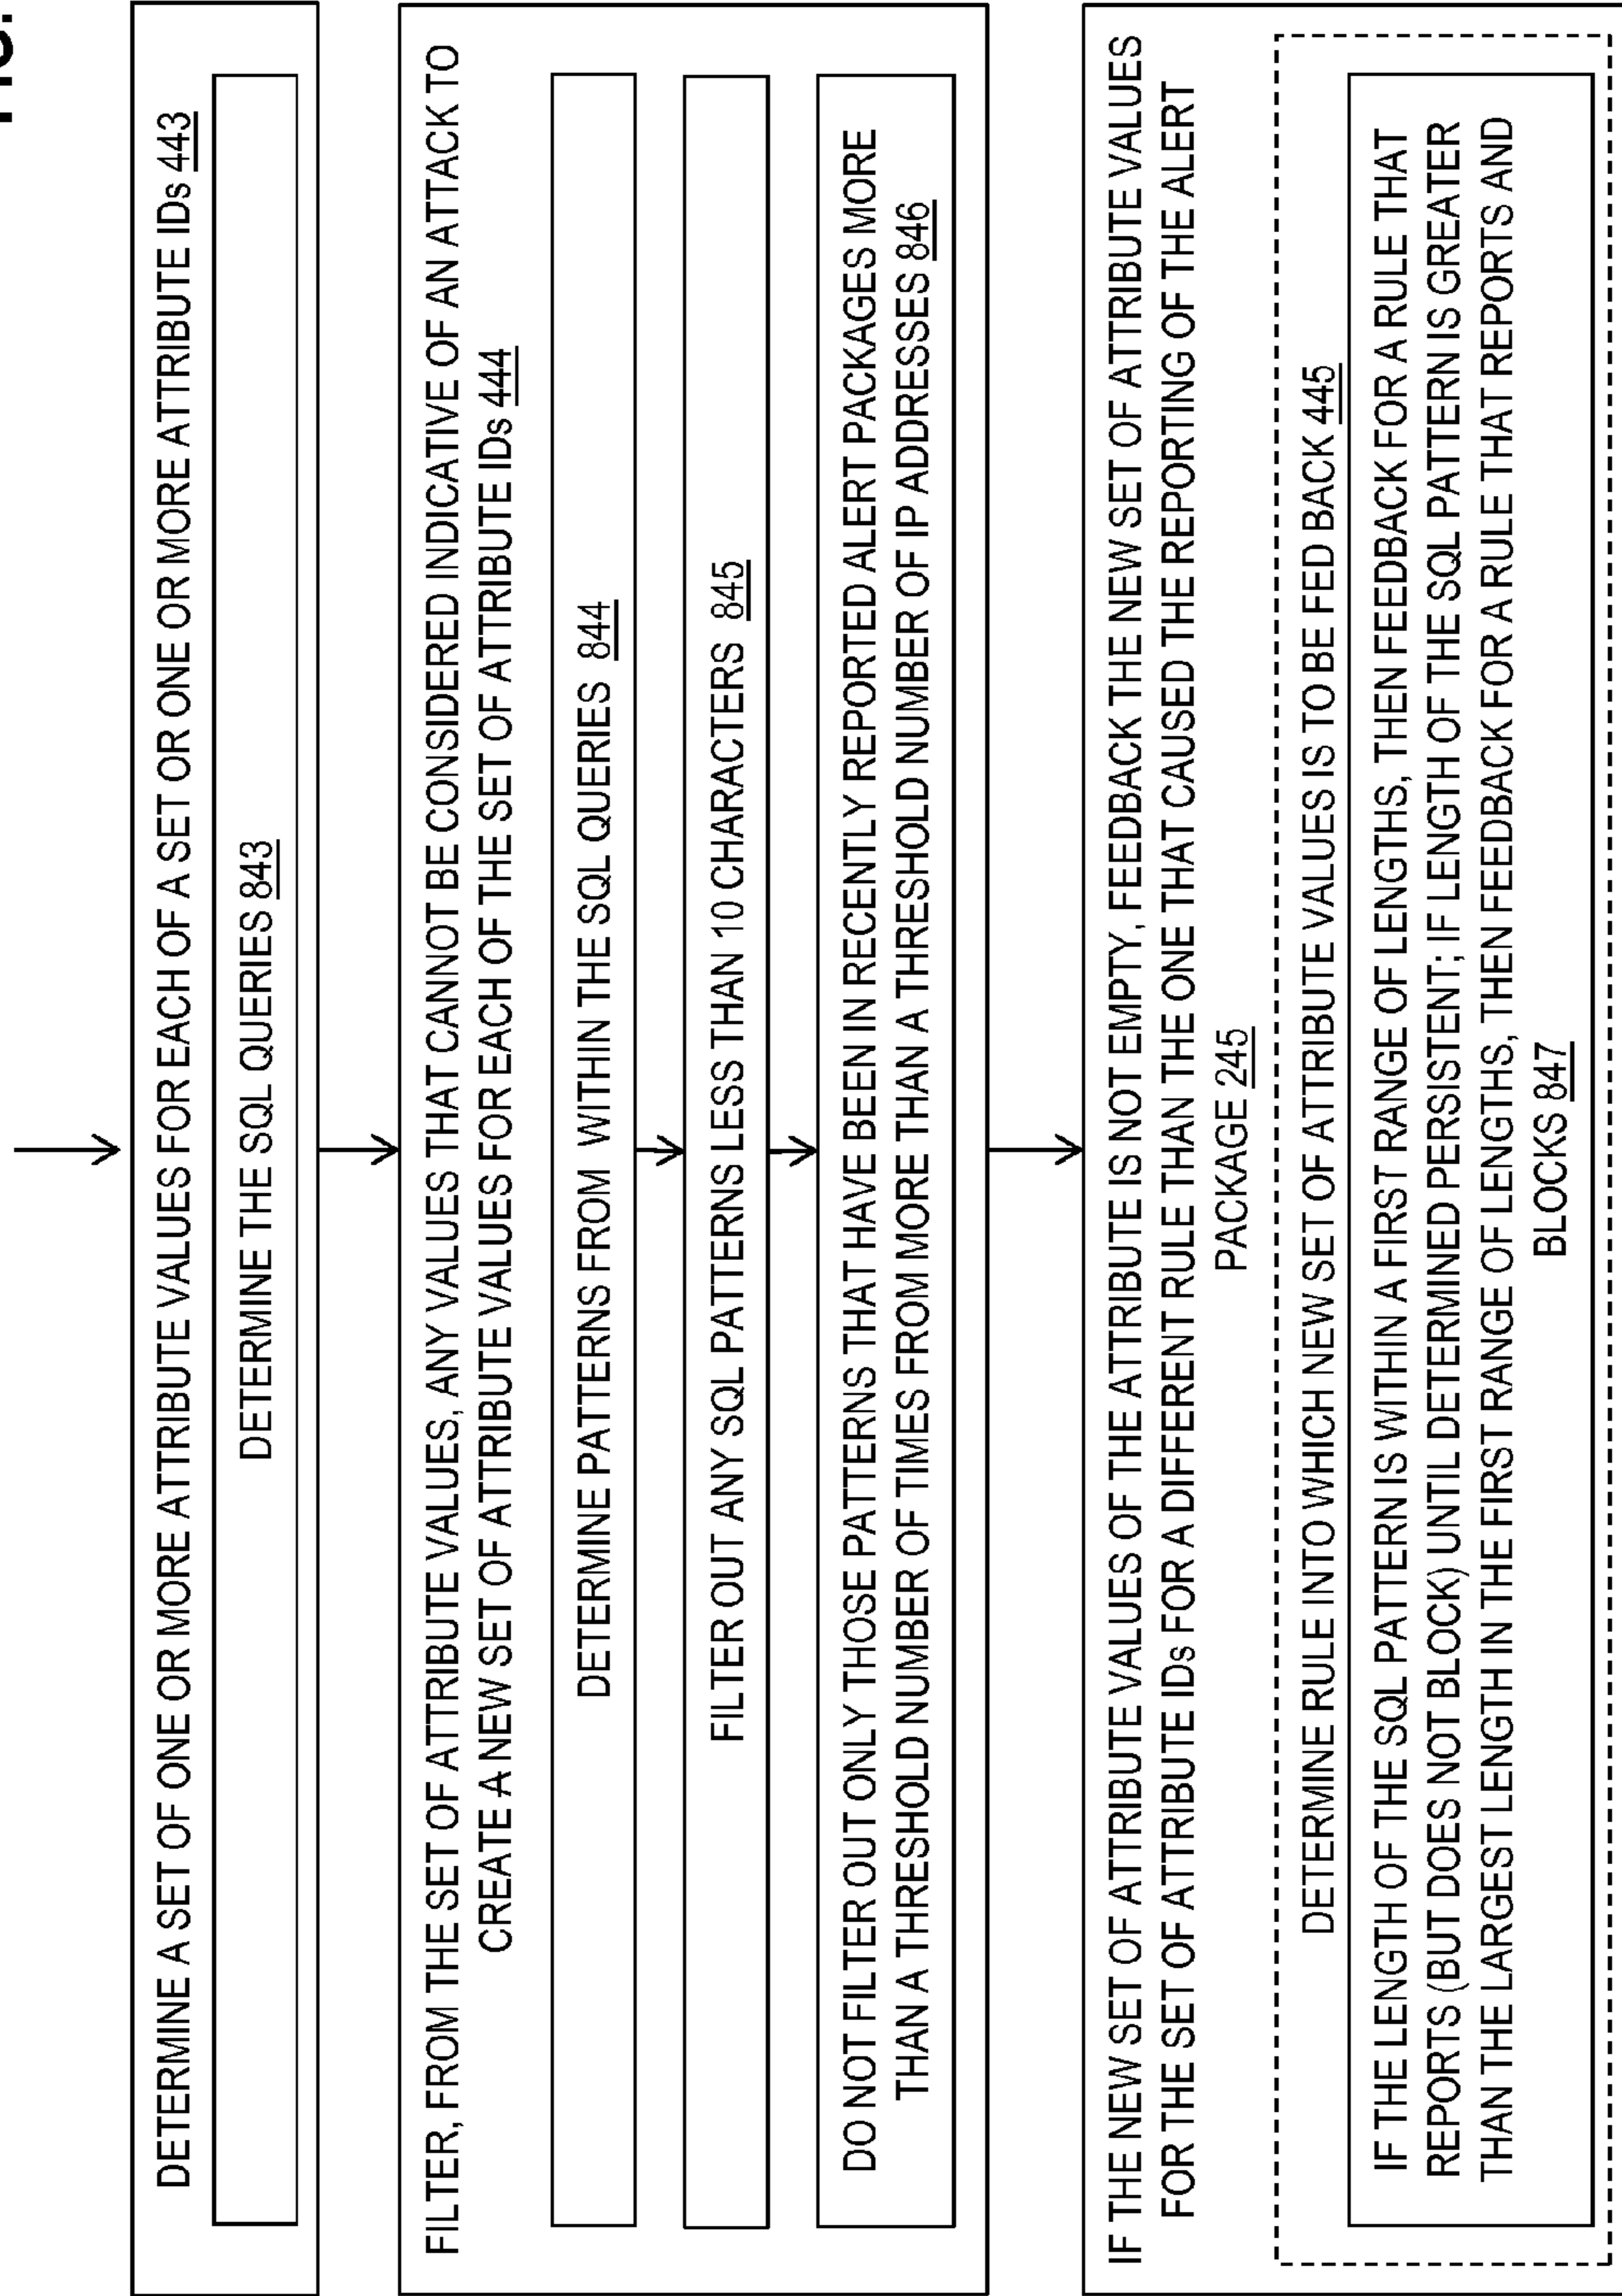 DETERMINE A SET OF ONE OR MORE ATTRIBUTE VALUES FOR EACH OF A SET OR ONE OR MORE ATTRIBUTE IDs 443
DETERMINE THE SQL QUERIES 843
FILTER, FROM THE SET OF ATTRIBUTE VALUES, ANY VALUES THAT CANNOT BE CONSIDERED INDICATIVE OF AN ATTACK TO
CREATE A NEW SET OF ATTRIBUTE VALUES FOR EACH OF THE SET OF ATTRIBUTE IDs 444
DETERMINE PATTERNS FROM WITHIN THE SQL QUERIES 844
FILTER OUT ANY SQL PATTERNS LESS THAN 10 CHARACTERS 845
DO NOT FILTER OUT ONLY THOSE PATTERNS THAT HAVE BEEN IN RECENTLY REPORTED ALERT PACKAGES MORE
THAN A THRESHOLD NUMBER OF TIMES FROM MORE THAN A THRESHOLD NUMBER OF IP ADDRESSES 846
IF THE NEW SET OF ATTRIBUTE VALUES OF THE ATTRIBUTE IS NOT EMPTY, FEEDBACK THE NEW SET OF ATTRIBUTE VALUES
FOR THE SET OF ATTRIBUTE IDs FOR A DIFFERENT RULE THAN THE ONE THAT CAUSED THE REPORTING OF THE ALERT
PACKAGE 245
DETERMINE RULE INTO WHICH NEW SET OF ATTRIBUTE VALUES IS TO BE FED BACK 445
IF THE LENGTH OF THE SQL PATTERN IS WITHIN A FIRST RANGE OF LENGTHS, THEN FEEDBACK FOR A RULE THAT
REPORTS (BUT DOES NOT BLOCK) UNTIL DETERMINED PERSISTENT; IF LENGTH OF THE SQL PATTERN IS GREATER
THAN THE LARGEST LENGTH IN THE FIRST RANGE OF LENGTHS, THEN FEEDBACK FOR A RULE THAT REPORTS AND
BLOCKS 847